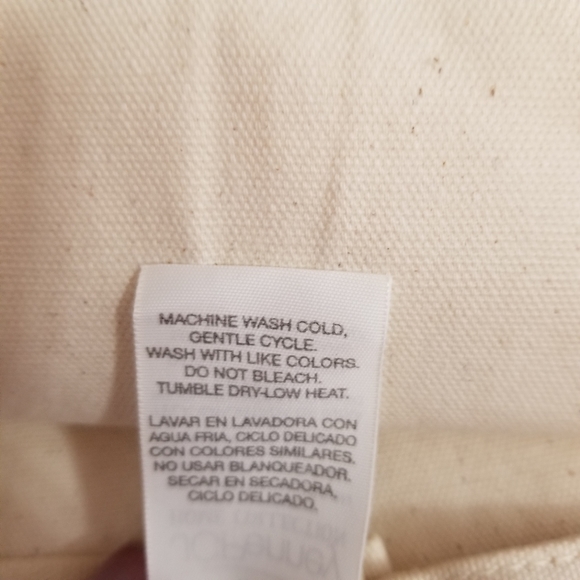 MACHINE WASH COLD,
GENTLE CYCLE.
WASH WITH LIKE COLORS.
DO NOT BLEACH.
TUMBLE DRY-LOW HEAT.
LAVAR EN LAVADORA CON
AGUA FRIA, CICLO DELICADO
CON COLORES SIMILARES.
NO USAR BLANQUEADOR.
SECAR EN SECADORA,
CICLO DELICADO.